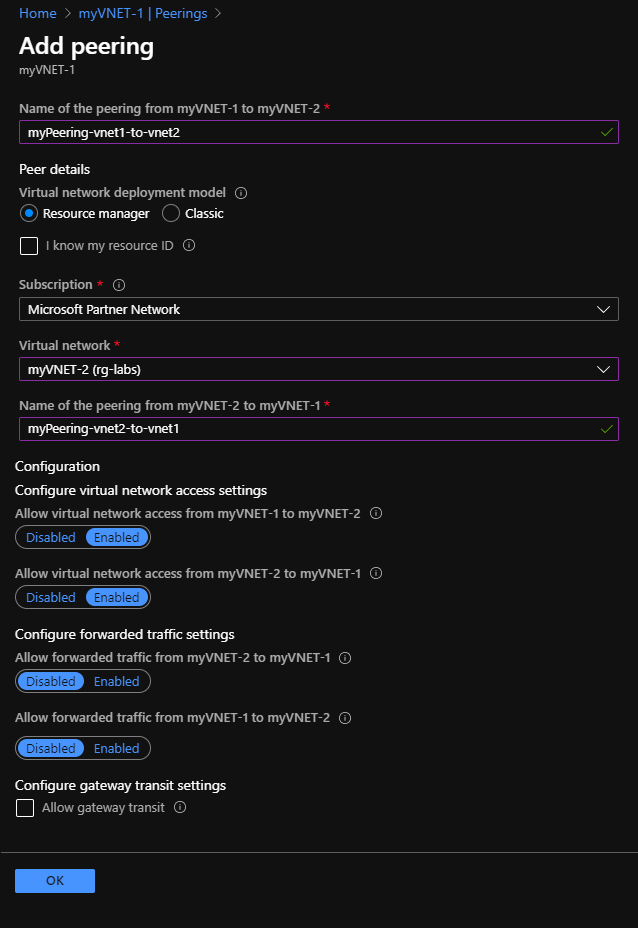 Home > myVNET-1 | Peerings >
Add peering
myVNET-1
Name of the peering from myVNET-1 to myVNET-2 *
myPeering-vnet1-to-vnet2
Peer details
Virtual network deployment model
Resource manager Classic
I know my resource ID
Subscription *
Microsoft Partner Network
Virtual network *
myVNET-2 (rg-labs)
Name of the peering from myVNET-2 to myVNET-1 *
myPeering-vnet2-to-vnet1
Configuration
Configure virtual network access settings
Allow virtual network access from myVNET-1 to myVNET-2
Disabled Enabled
Allow virtual network access from myVNET-2 to myVNET-1
Disabled Enabled
Configure forwarded traffic settings
Allow forwarded traffic from myVNET-2 to myVNET-1
Disabled Enabled
Allow forwarded traffic from myVNET-1 to myVNET-2
Disabled Enabled
Configure gateway transit settings
Allow gateway transit
OK